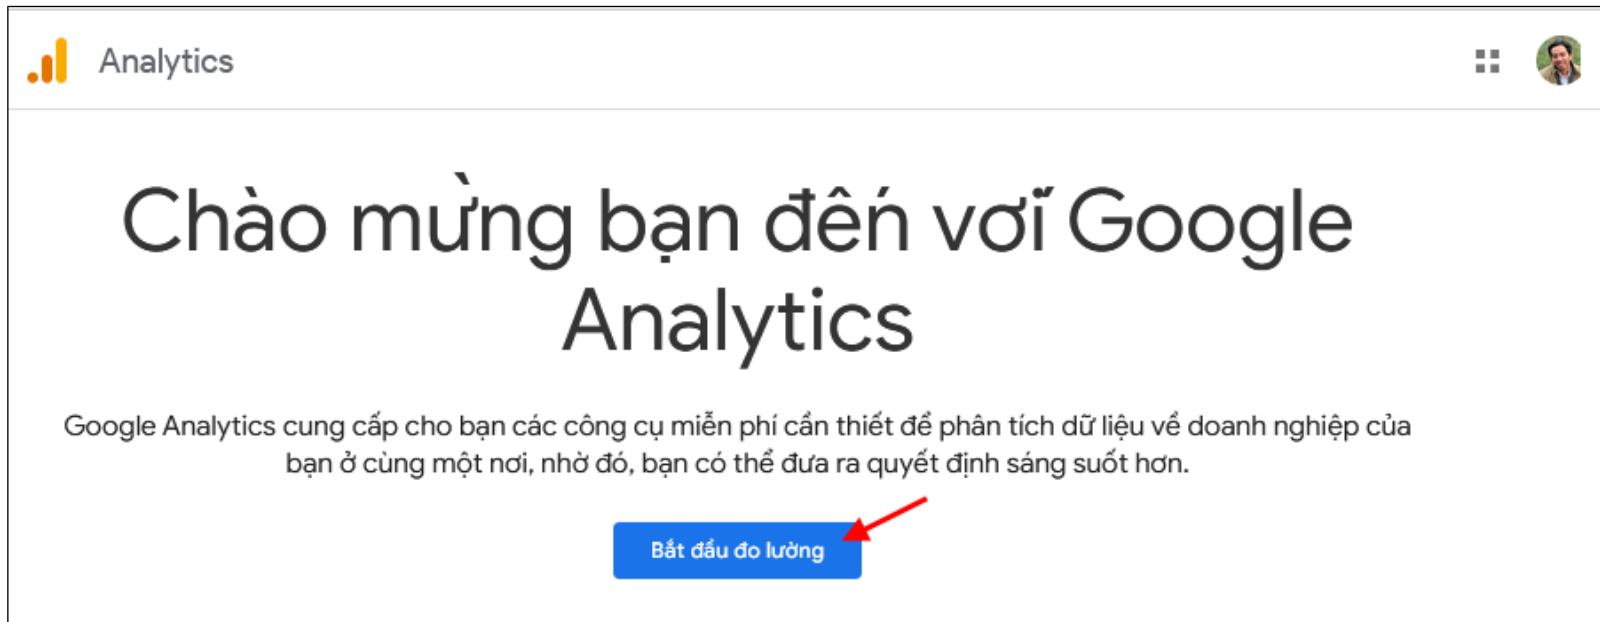 Analytics
Chào mừng bạn đến với Google
Analytics
Google Analytics cung cấp cho bạn các công cụ miễn phí cần thiết để phân tích dữ liệu về doanh nghiệp của
bạn ở cùng một nơi, nhờ đó, bạn có thể đưa ra quyết định sáng suốt hơn.
Bắt đầu đo lường